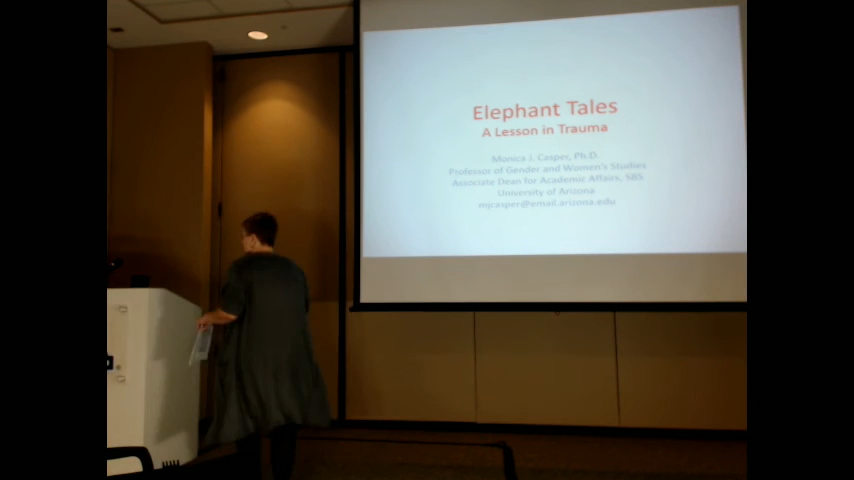 Elephant Tales
A Lesson in Trauma
Monica J. Casper, Ph.D.
Professor of Gender and Women's Studies
Associate Dean for Academic Affairs, SBS
University of Arizona
mjcasper@email.arizona.edu